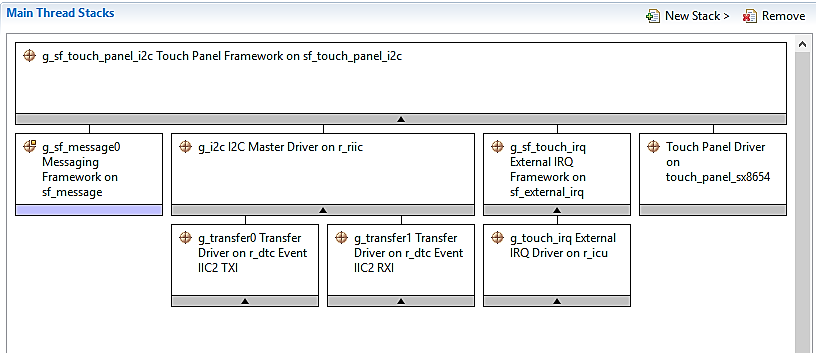 Main Thread Stacks
New Stack >
Remove
g_sf_touch_panel_i2c Touch Panel Framework on sf_touch_panel_i2c
g_sf_message0
Messaging
Framework on
sf_message
g_i2c I2C Master Driver on r_riic
g_sf_touch_irq
External IRQ
Framework on
sf_external_irq
Touch Panel Driver
on
touch_panel_sx8654
g_transfer0 Transfer
Driver on r_dtc Event
IIC2 TXI
g_transfer1 Transfer
Driver on r_dtc Event
IIC2 RXI
g_touch_irq External
IRQ Driver on r_icu